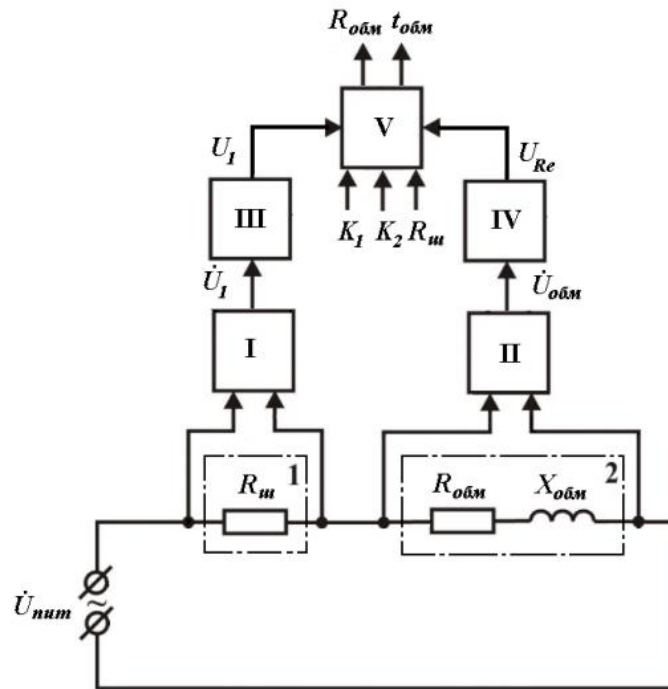 R_обм t_обм
V
U_1 U_Re
III IV
K_1 K_2 R_ш
U̇_1 U̇_обм
I II
1 2
R_ш R_обм X_обм
U̇_пит ~